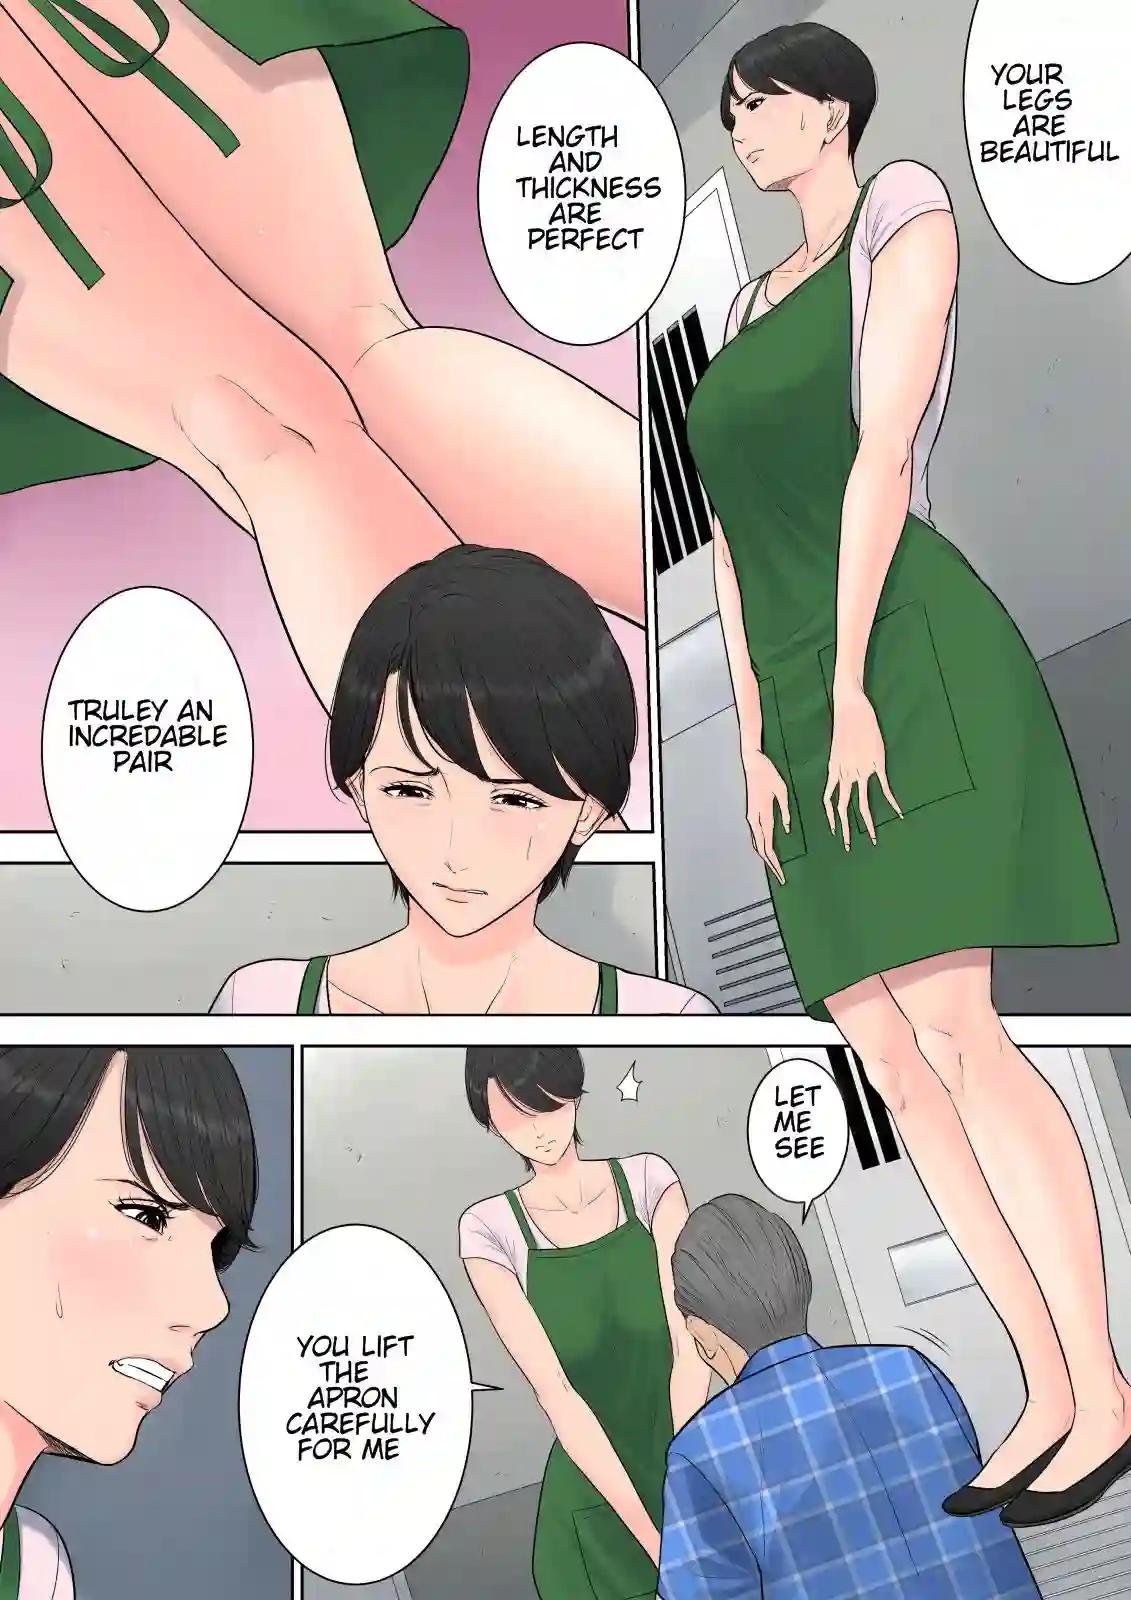 YOUR
LEGS
ARE
BEAUTIFUL
LENGTH
AND
THICKNESS
ARE
PERFECT
TRULEY AN
INCREDABLE
PAIR
LET
ME
SEE
YOU LIFT
THE
APRON
CAREFULLY
FOR ME